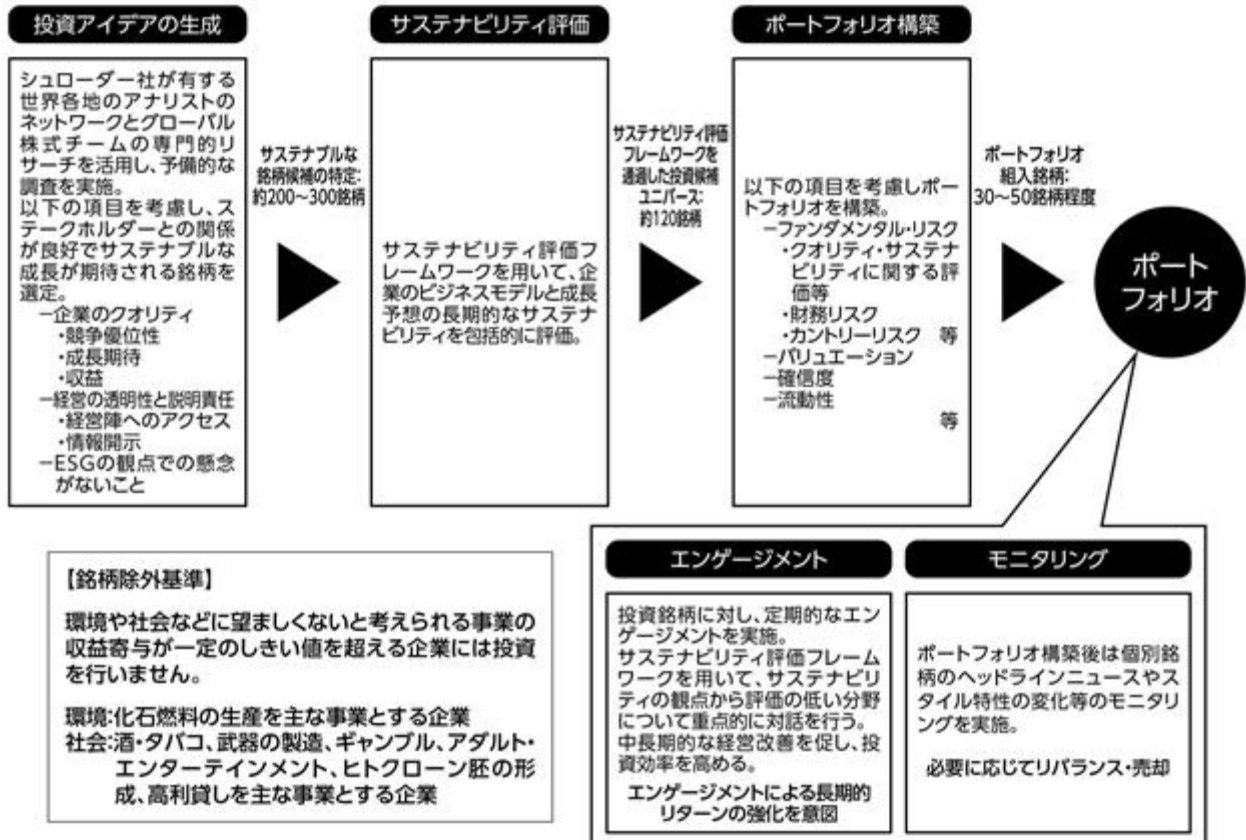 投資アイデアの生成
シュローダー社が有する
世界各地のアナリストの
ネットワークとグローバル
株式チームの専門的リ
サーチを活用し、予備的な
調査を実施。
以下の項目を考慮し、ス
テークホルダーとの関係
が良好でサステナブルな
成長が期待される銘柄を
選定。
−企業のクオリティ
・競争優位性
・成長期待
・収益
−経営の透明性と説明責任
・経営陣へのアクセス
・情報開示
−ESGの観点での懸念
がないこと
サステナブルな
銘柄候補の特定:
約200〜300銘柄
サステナビリティ評価
サステナビリティ評価フ
レームワークを用いて、企
業のビジネスモデルと成長
予想の長期的なサステナ
ビリティを包括的に評価。
サステナビリティ評価
フレームワークを
通過した投資候補
ユニバース:
約120銘柄
ポートフォリオ構築
以下の項目を考慮しポー
トフォリオを構築。
−ファンダメンタル・リスク
・クオリティ・サステナ
ビリティに関する評
価等
・財務リスク
・カントリーリスク 等
−バリュエーション
−確信度
−流動性
等
ポートフォリオ
組入銘柄:
30〜50銘柄程度
ポート
フォリオ
【銘柄除外基準】
環境や社会などに望ましくないと考えられる事業の
収益寄与が一定のしきい値を超える企業には投資
を行いません。
環境:化石燃料の生産を主な事業とする企業
社会:酒・タバコ、武器の製造、ギャンブル、アダルト・
エンターテインメント、ヒトクローン胚の形
成、高利貸しを主な事業とする企業
エンゲージメント
投資銘柄に対し、定期的なエン
ゲージメントを実施。
サステナビリティ評価フレーム
ワークを用いて、サステナビリ
ティの観点から評価の低い分野
について重点的に対話を行う。
中長期的な経営改善を促し、投
資効率を高める。
エンゲージメントによる長期的
リターンの強化を意図
モニタリング
ポートフォリオ構築後は個別銘
柄のヘッドラインニュースやス
タイル特性の変化等のモニタリ
ングを実施。
必要に応じてリバランス・売却